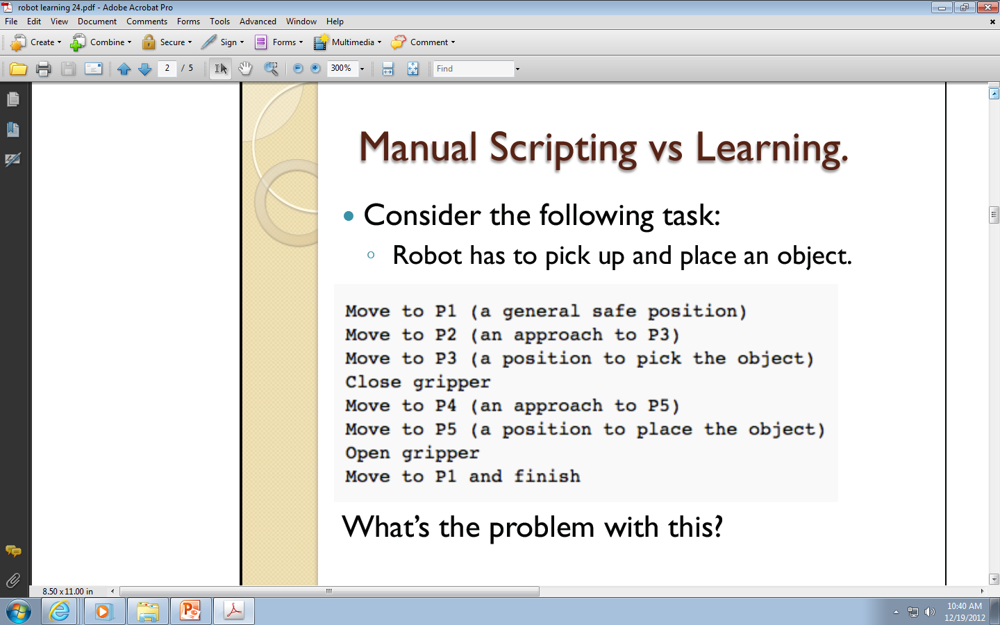 robot learning 24.pdf - Adobe Acrobat Pro
File Edit View Document Comments Forms Tools Advanced Window Help
Create Combine Secure Sign Forms Multimedia Comment
2 / 5 300% Find
Manual Scripting vs Learning.
Consider the following task:
Robot has to pick up and place an object.
Move to P1 (a general safe position)
Move to P2 (an approach to P3)
Move to P3 (a position to pick the object)
Close gripper
Move to P4 (an approach to P5)
Move to P5 (a position to place the object)
Open gripper
Move to P1 and finish
What's the problem with this?
8.50 x 11.00 in
10:40 AM
12/19/2012